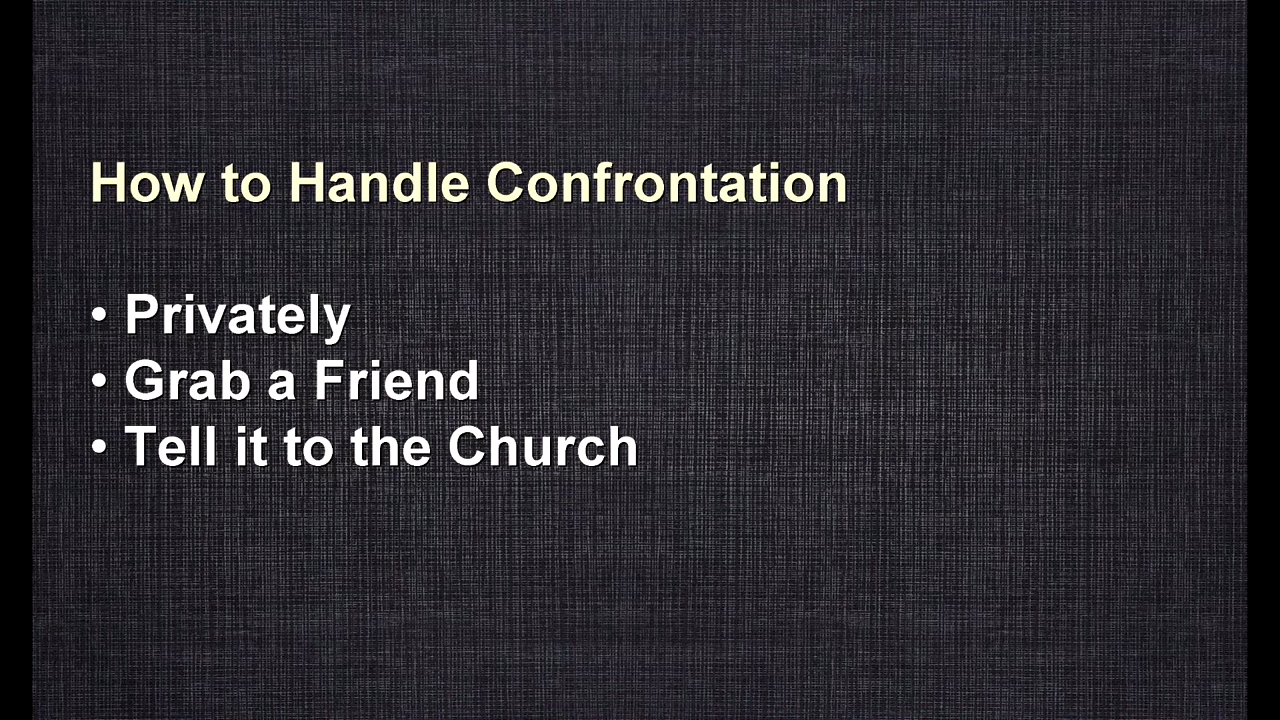 How to Handle Confrontation
• Privately
• Grab a Friend
• Tell it to the Church